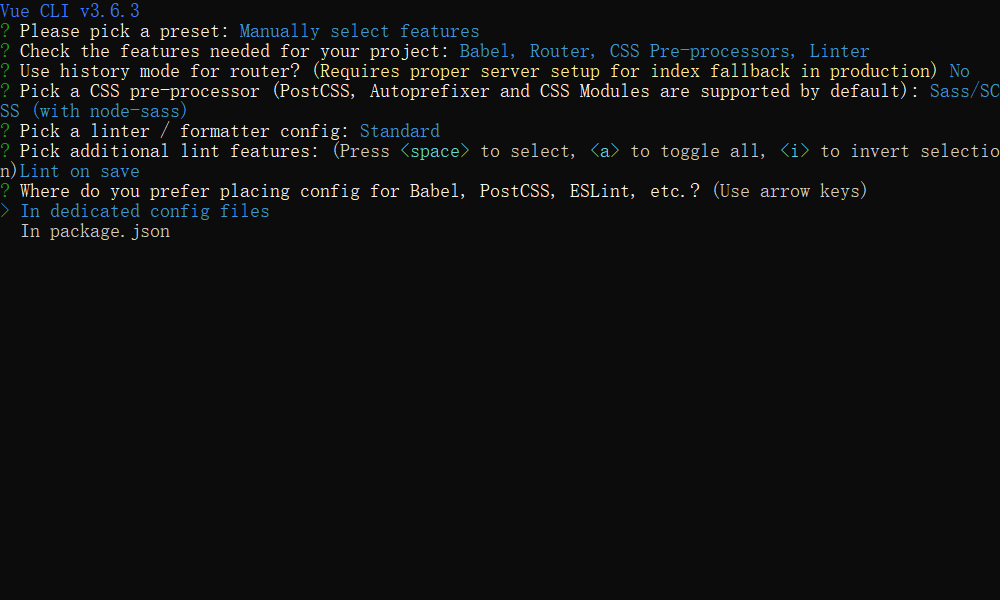 Vue CLI v3.6.3
? Please pick a preset: Manually select features
? Check the features needed for your project: Babel, Router, CSS Pre-processors, Linter
? Use history mode for router? (Requires proper server setup for index fallback in production) No
? Pick a CSS pre-processor (PostCSS, Autoprefixer and CSS Modules are supported by default): Sass/SC
SS (with node-sass)
? Pick a linter / formatter config: Standard
? Pick additional lint features: (Press <space> to select, <a> to toggle all, <i> to invert selectio
n)Lint on save
? Where do you prefer placing config for Babel, PostCSS, ESLint, etc.? (Use arrow keys)
> In dedicated config files
  In package.json